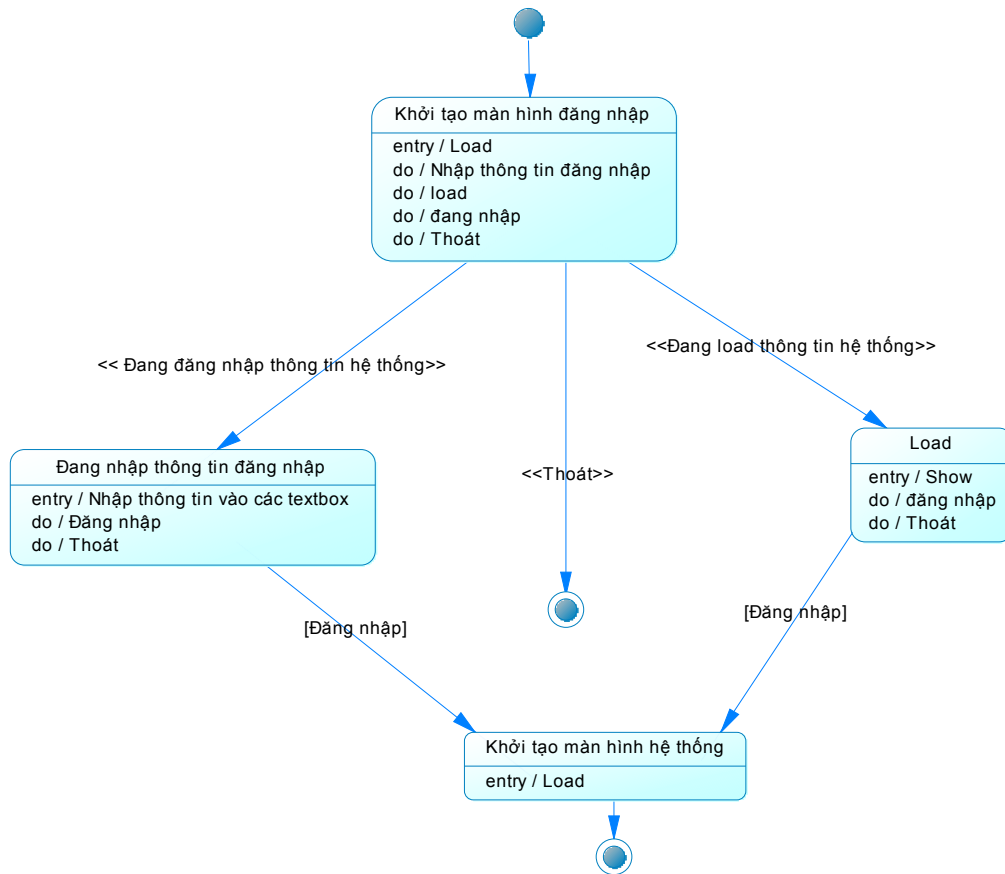 Khởi tạo màn hình đăng nhập
entry / Load
do / Nhập thông tin đăng nhập
do / load
do / đang nhập
do / Thoát
<< Đang đăng nhập thông tin hệ thống>>
<<Đang load thông tin hệ thống>>
<<Thoát>>
Đang nhập thông tin đăng nhập
entry / Nhập thông tin vào các textbox
do / Đăng nhập
do / Thoát
Load
entry / Show
do / đăng nhập
do / Thoát
[Đăng nhập]
[Đăng nhập]
Khởi tạo màn hình hệ thống
entry / Load